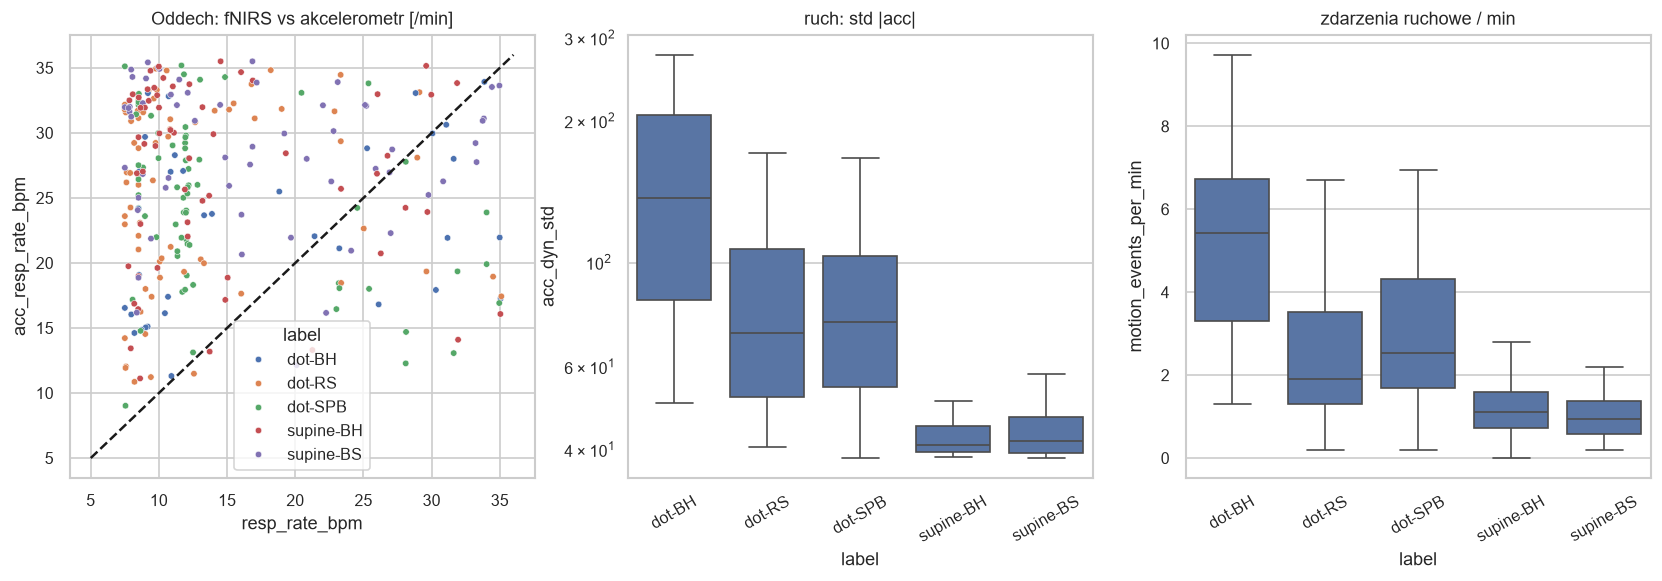 Oddech: fNIRS vs akcelerometr [/min]
acc_resp_rate_bpm
35
30
25
20
15
10
5
5
10
15
20
25
30
35
resp_rate_bpm
label
dot-BH
dot-RS
dot-SPB
supine-BH
supine-BS
ruch: std |acc|
acc_dyn_std
3 × 10²
2 × 10²
10²
6 × 10¹
4 × 10¹
dot-BH
dot-RS
dot-SPB
supine-BH
supine-BS
label
zdarzenia ruchowe / min
motion_events_per_min
10
8
6
4
2
0
dot-BH
dot-RS
dot-SPB
supine-BH
supine-BS
label